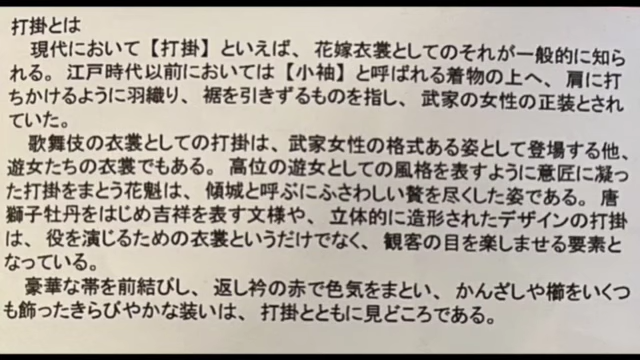 打掛とは
現代において【打掛】といえば、花嫁衣裳としてのそれが一般的に知ら
れる。江戸時代以前においては【小袖】と呼ばれる着物の上へ、肩に打
ちかけるように羽織り、裾を引きずるものを指し、武家の女性の正装とされ
ていた。
歌舞伎の衣裳としての打掛は、武家女性の格式ある姿として登場する他、
遊女たちの衣裳でもある。高位の遊女としての風格を表すように意匠に凝っ
た打掛をまとう花魁は、傾城と呼ぶにふさわしい贅を尽くした姿である。唐
獅子牡丹をはじめ吉祥を表す文様や、立体的に造形されたデザインの打掛
は、役を演じるための衣裳というだけでなく、観客の目を楽しませる要素と
なっている。
豪華な帯を前結びし、返し衿の赤で色気をまとい、かんざしや櫛をいくつ
も飾ったきらびやかな装いは、打掛とともに見どころである。